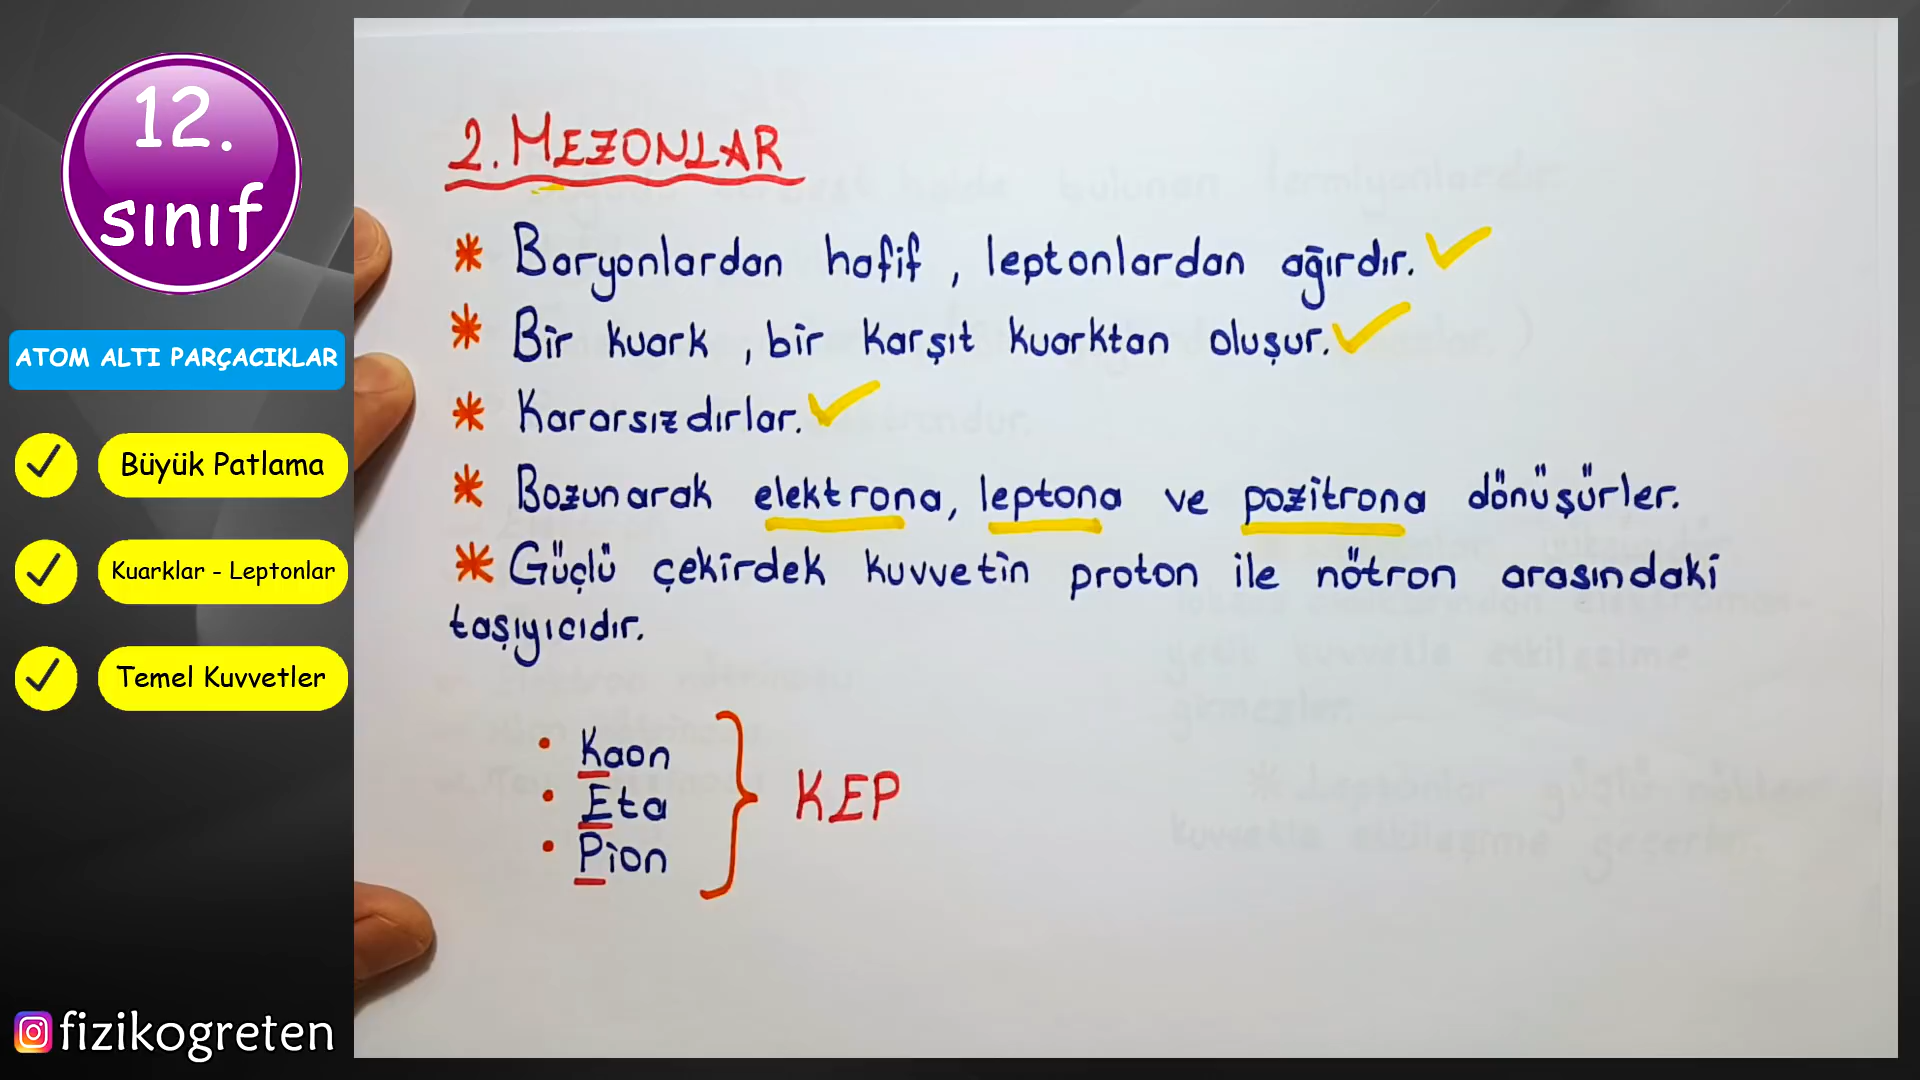 12.
sınıf
ATOM ALTI PARÇACIKLAR
Büyük Patlama
Kuarklar - Leptonlar
Temel Kuvvetler
fizikogreten
2. MEZONLAR
* Baryonlardan hafif, leptonlardan ağırdır.
* Bir kuark, bir karşıt kuarktan oluşur.
* Kararsızdırlar.
* Bozunarak elektrona, leptona ve pozitrona dönüşürler.
* Güçlü çekirdek kuvvetin proton ile nötron arasındaki
taşıyıcıdır.
• Kaon
• Eta
• Pion
KEP